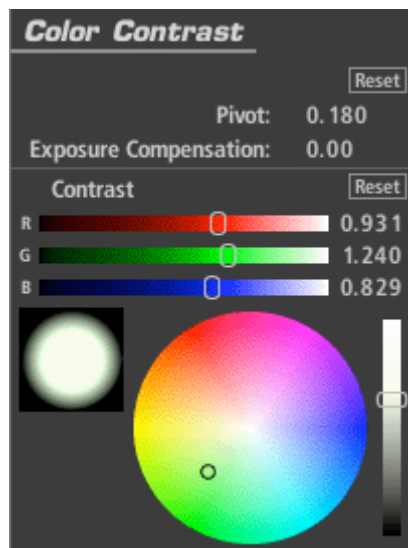 Color Contrast
Reset
Pivot: 0.180
Exposure Compensation: 0.00
Contrast Reset
R 0.931
G 1.240
B 0.829